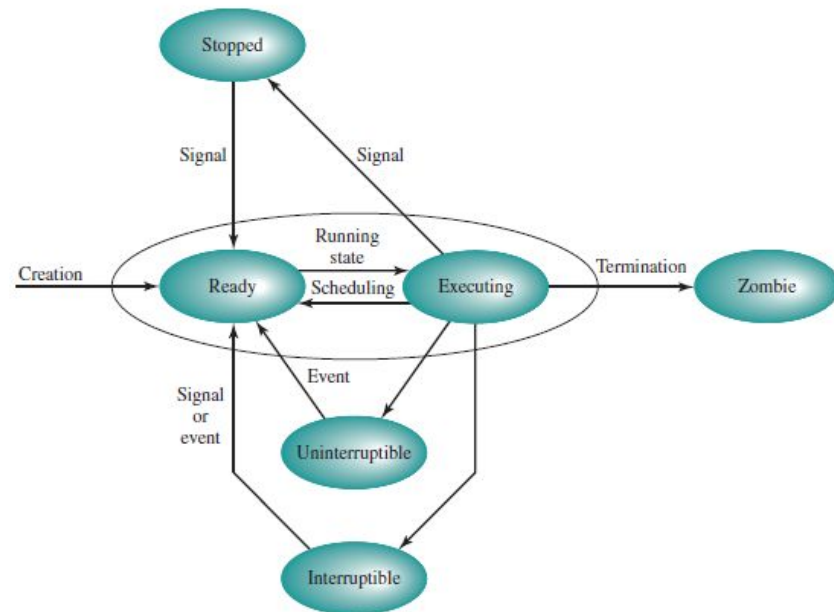 Stopped
Signal
Signal
Running
state
Creation
Ready
Scheduling
Executing
Termination
Zombie
Event
Signal
or
event
Uninterruptible
Interruptible